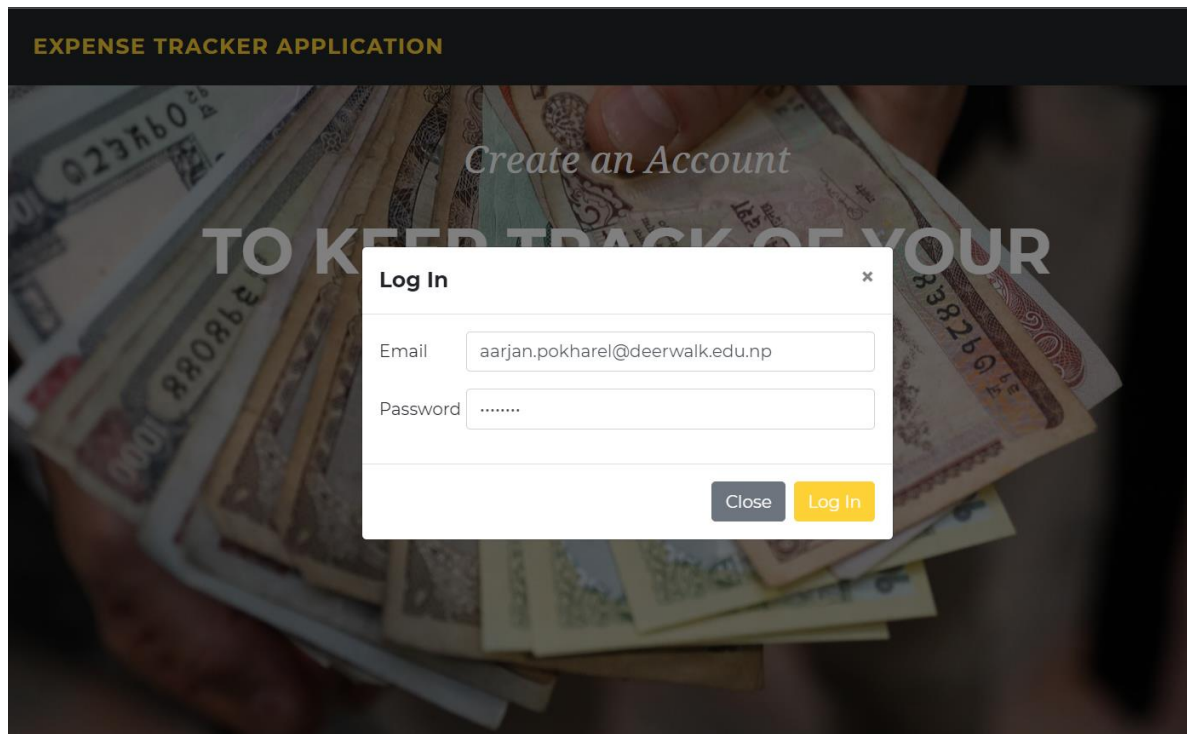 EXPENSE TRACKER APPLICATION
Create an Account
TO KEEP TRACK OF YOUR
Log In ×
Email aarjan.pokharel@deerwalk.edu.np
Password ........
Close Log In